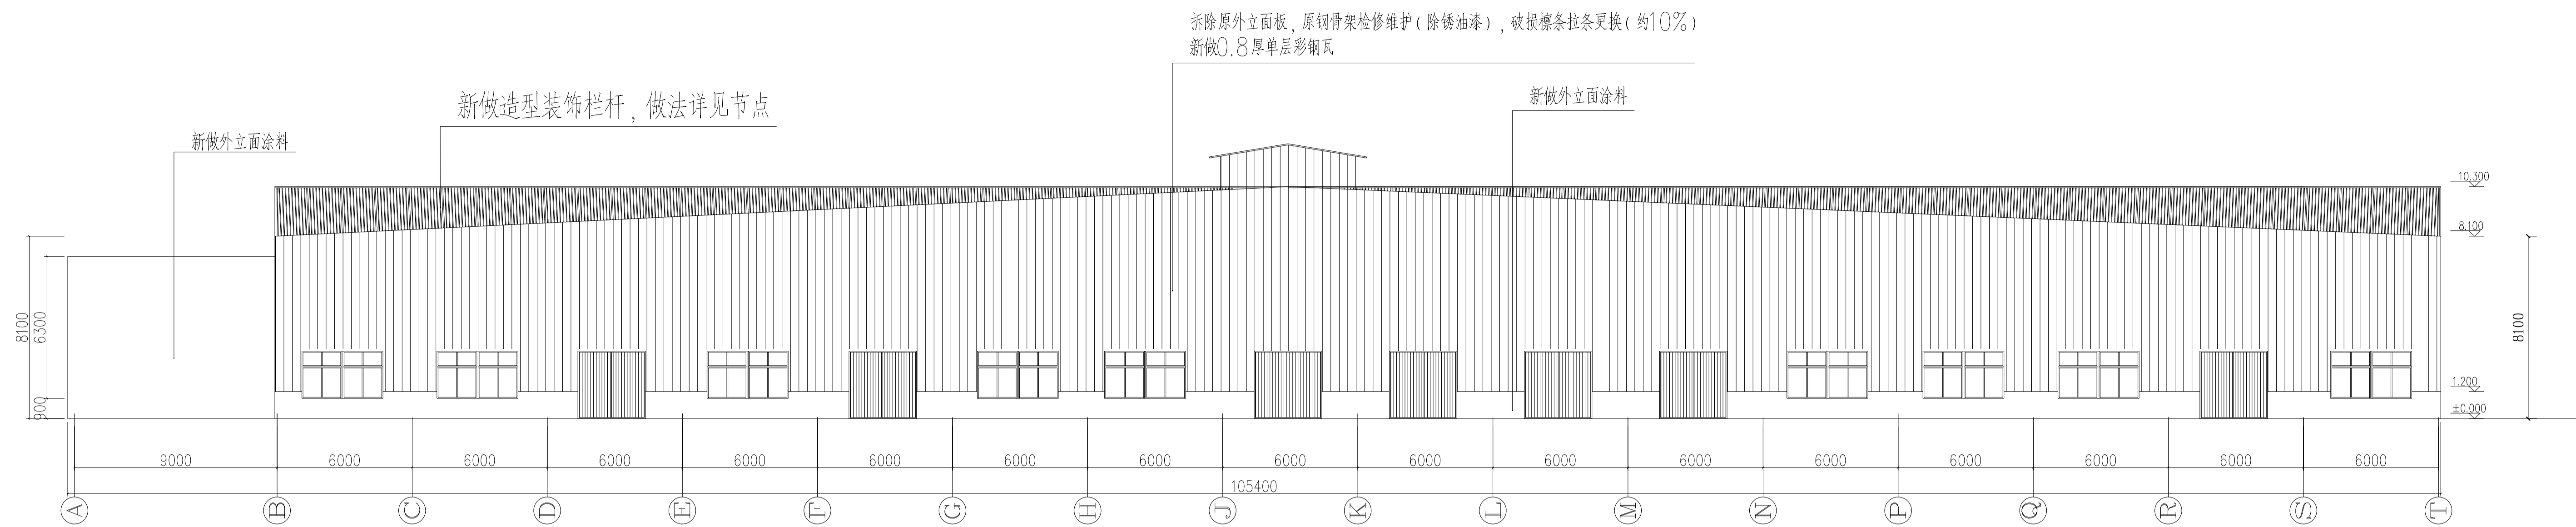 拆除原外立面板，原钢骨架检修维护（除锈油漆），破损檩条拉条更换（约10%）
新做0.8厚单层彩钢瓦
新做造型装饰栏杆，做法详见节点
新做外立面涂料
新做外立面涂料
10.300
8.100
8100
6300
900
8100
1.200
±0.000
9000 6000 6000 6000 6000 6000 6000 6000 6000 6000 6000 6000 6000 6000 6000 6000 6000
105400
A B C D E F G H J K L M N P Q R S T